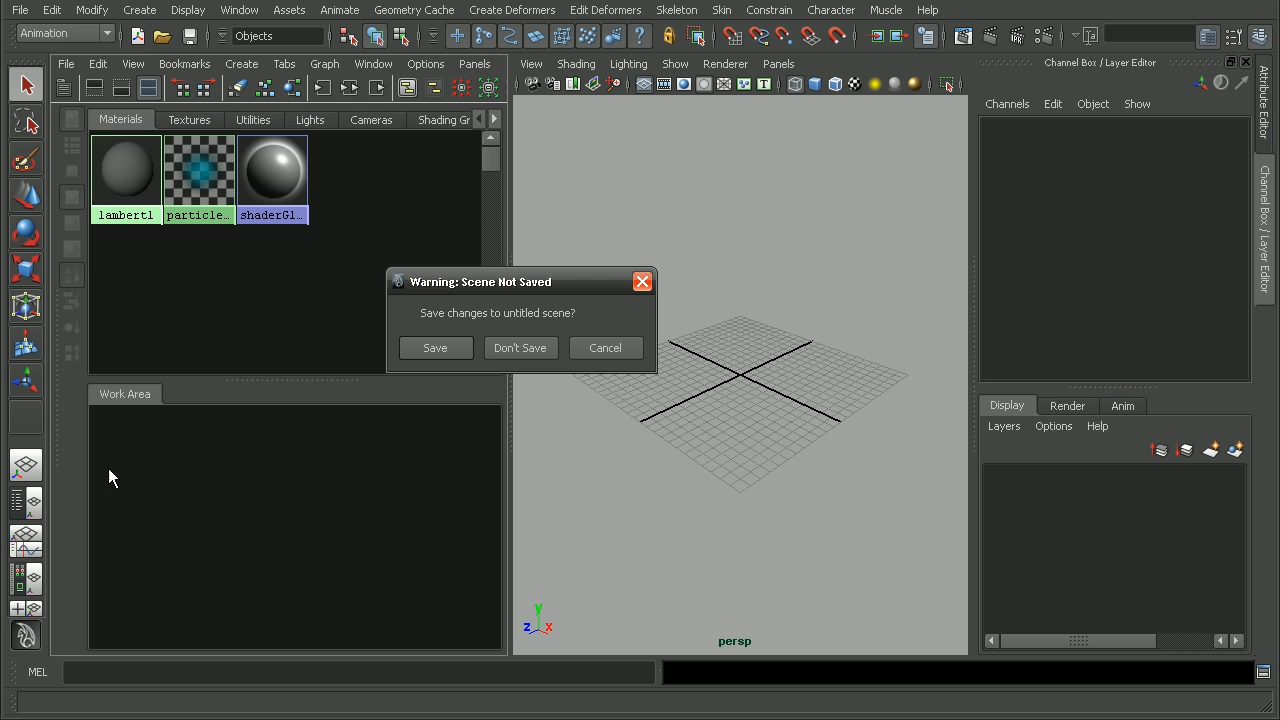 File Edit Modify Create Display Window Assets Animate Geometry Cache Create Deformers Edit Deformers Skeleton Skin Constrain Character Muscle Help
Animation
Objects
File Edit View Bookmarks Create Tabs Graph Window Options Panels
View Shading Lighting Show Renderer Panels
Channel Box / Layer Editor
Channels Edit Object Show
Attribute Editor
Channel Box / Layer Editor
Materials Textures Utilities Lights Cameras Shading Gr
lambert1 particle... shaderGl...
Warning: Scene Not Saved
Save changes to untitled scene?
Save Don't Save Cancel
Work Area
Display Render Anim
Layers Options Help
y
z x
persp
MEL